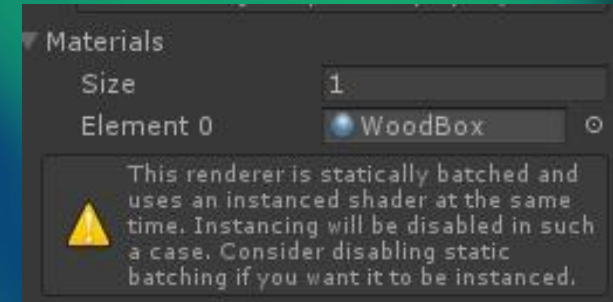 Materials
Size 1
Element 0 WoodBox
This renderer is statically batched and
uses an instanced shader at the same
time. Instancing will be disabled in such
a case. Consider disabling static
batching if you want it to be instanced.